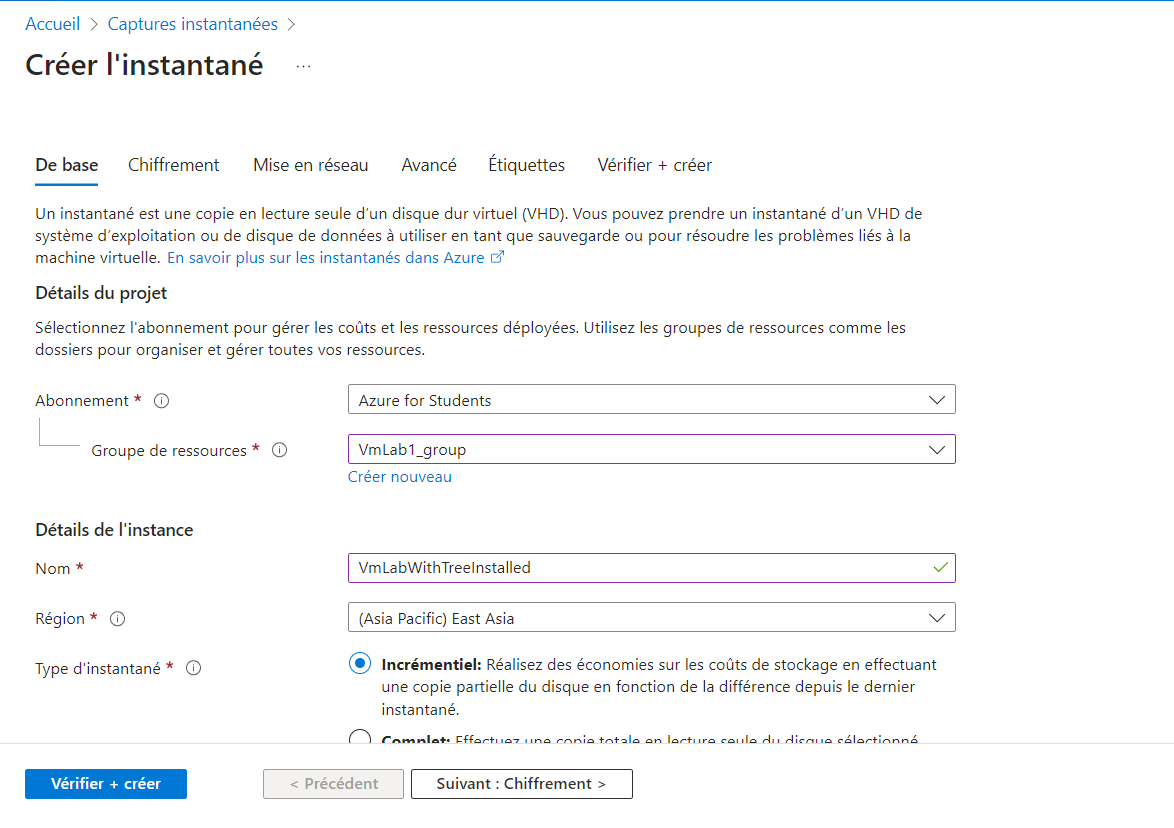 Accueil > Captures instantanées >
Créer l'instantané ...
De base Chiffrement Mise en réseau Avancé Étiquettes Vérifier + créer
Un instantané est une copie en lecture seule d'un disque dur virtuel (VHD). Vous pouvez prendre un instantané d'un VHD de
système d'exploitation ou de disque de données à utiliser en tant que sauvegarde ou pour résoudre les problèmes liés à la
machine virtuelle. En savoir plus sur les instantanés dans Azure
Détails du projet
Sélectionnez l'abonnement pour gérer les coûts et les ressources déployées. Utilisez les groupes de ressources comme les
dossiers pour organiser et gérer toutes vos ressources.
Abonnement * Azure for Students
Groupe de ressources * VmLab1_group
Créer nouveau
Détails de l'instance
Nom * VmLabWithTreeInstalled
Région * (Asia Pacific) East Asia
Type d'instantané * Incrémentiel: Réalisez des économies sur les coûts de stockage en effectuant
une copie partielle du disque en fonction de la différence depuis le dernier
instantané.
Complet: Effectuez une copie totale en lecture seule du disque sélectionné
Vérifier + créer < Précédent Suivant : Chiffrement >